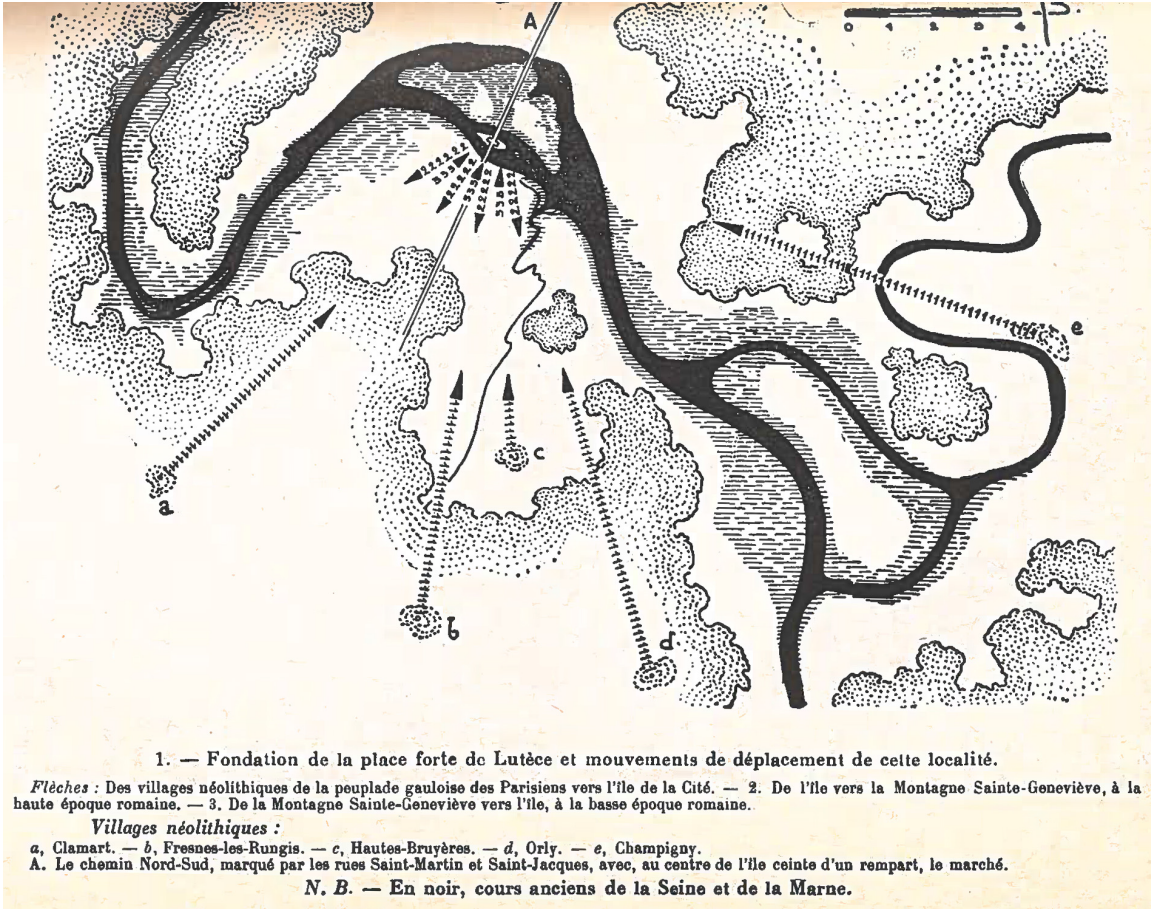 A
0 1 2 3 4
a
b
c
d
e
1. — Fondation de la place forte de Lutèce et mouvements de déplacement de cette localité.
Flèches : Des villages néolithiques de la peuplade gauloise des Parisiens vers l'île de la Cité. — 2. De l'île vers la Montagne Sainte-Geneviève, à la
haute époque romaine. — 3. De la Montagne Sainte-Geneviève vers l'île, à la basse époque romaine.
Villages néolithiques :
a, Clamart. — b, Fresnes-les-Rungis. — c, Hautes-Bruyères. — d, Orly. — e, Champigny.
A. Le chemin Nord-Sud, marqué par les rues Saint-Martin et Saint-Jacques, avec, au centre de l'île ceinte d'un rempart, le marché.
N. B. — En noir, cours anciens de la Seine et de la Marne.